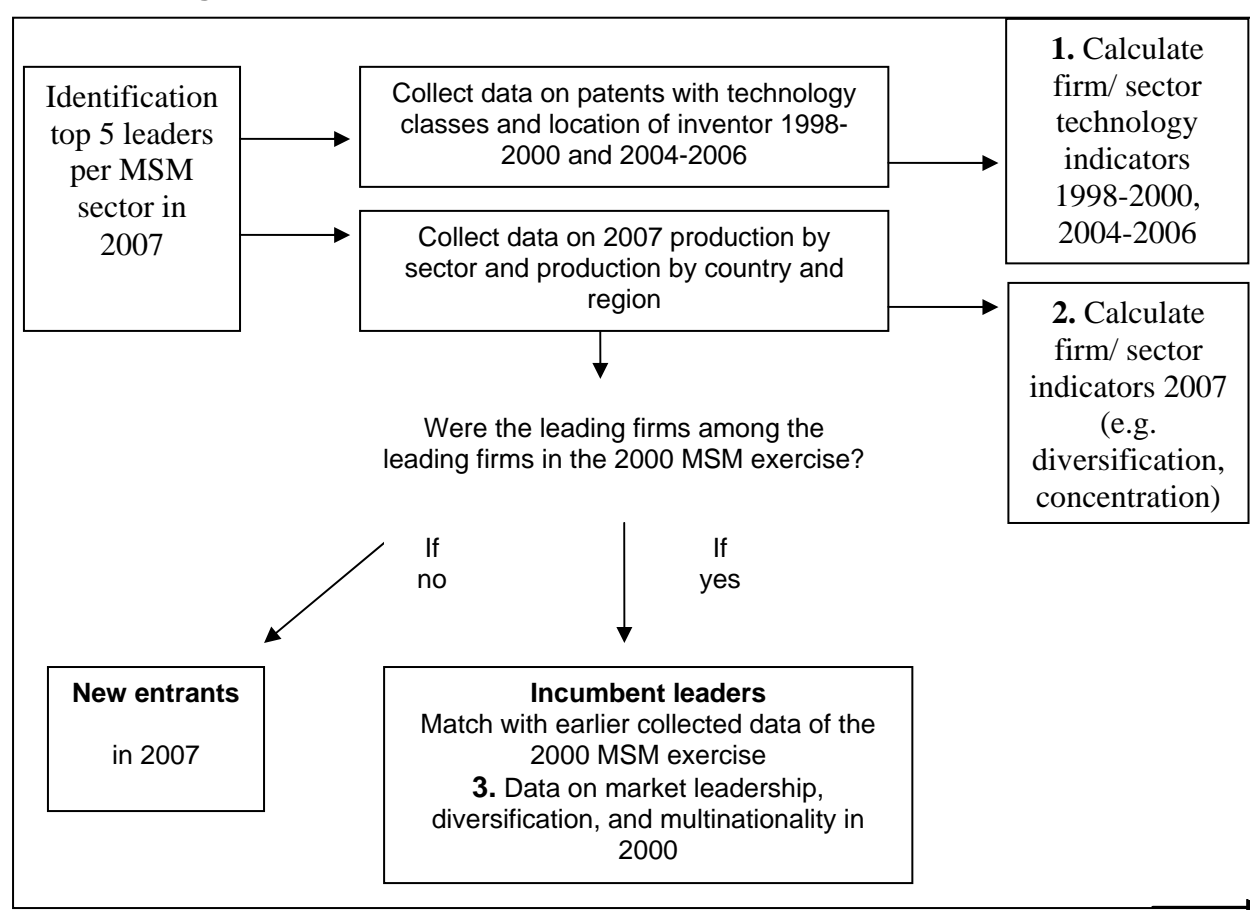 Identification
top 5 leaders
per MSM
sector in
2007
Collect data on patents with technology
classes and location of inventor 1998-
2000 and 2004-2006
1. Calculate
firm/ sector
technology
indicators
1998-2000,
2004-2006
Collect data on 2007 production by
sector and production by country and
region
2. Calculate
firm/ sector
indicators 2007
(e.g.
diversification,
concentration)
Were the leading firms among the
leading firms in the 2000 MSM exercise?
If
no
If
yes
New entrants
in 2007
Incumbent leaders
Match with earlier collected data of the
2000 MSM exercise
3. Data on market leadership,
diversification, and multinationality in
2000